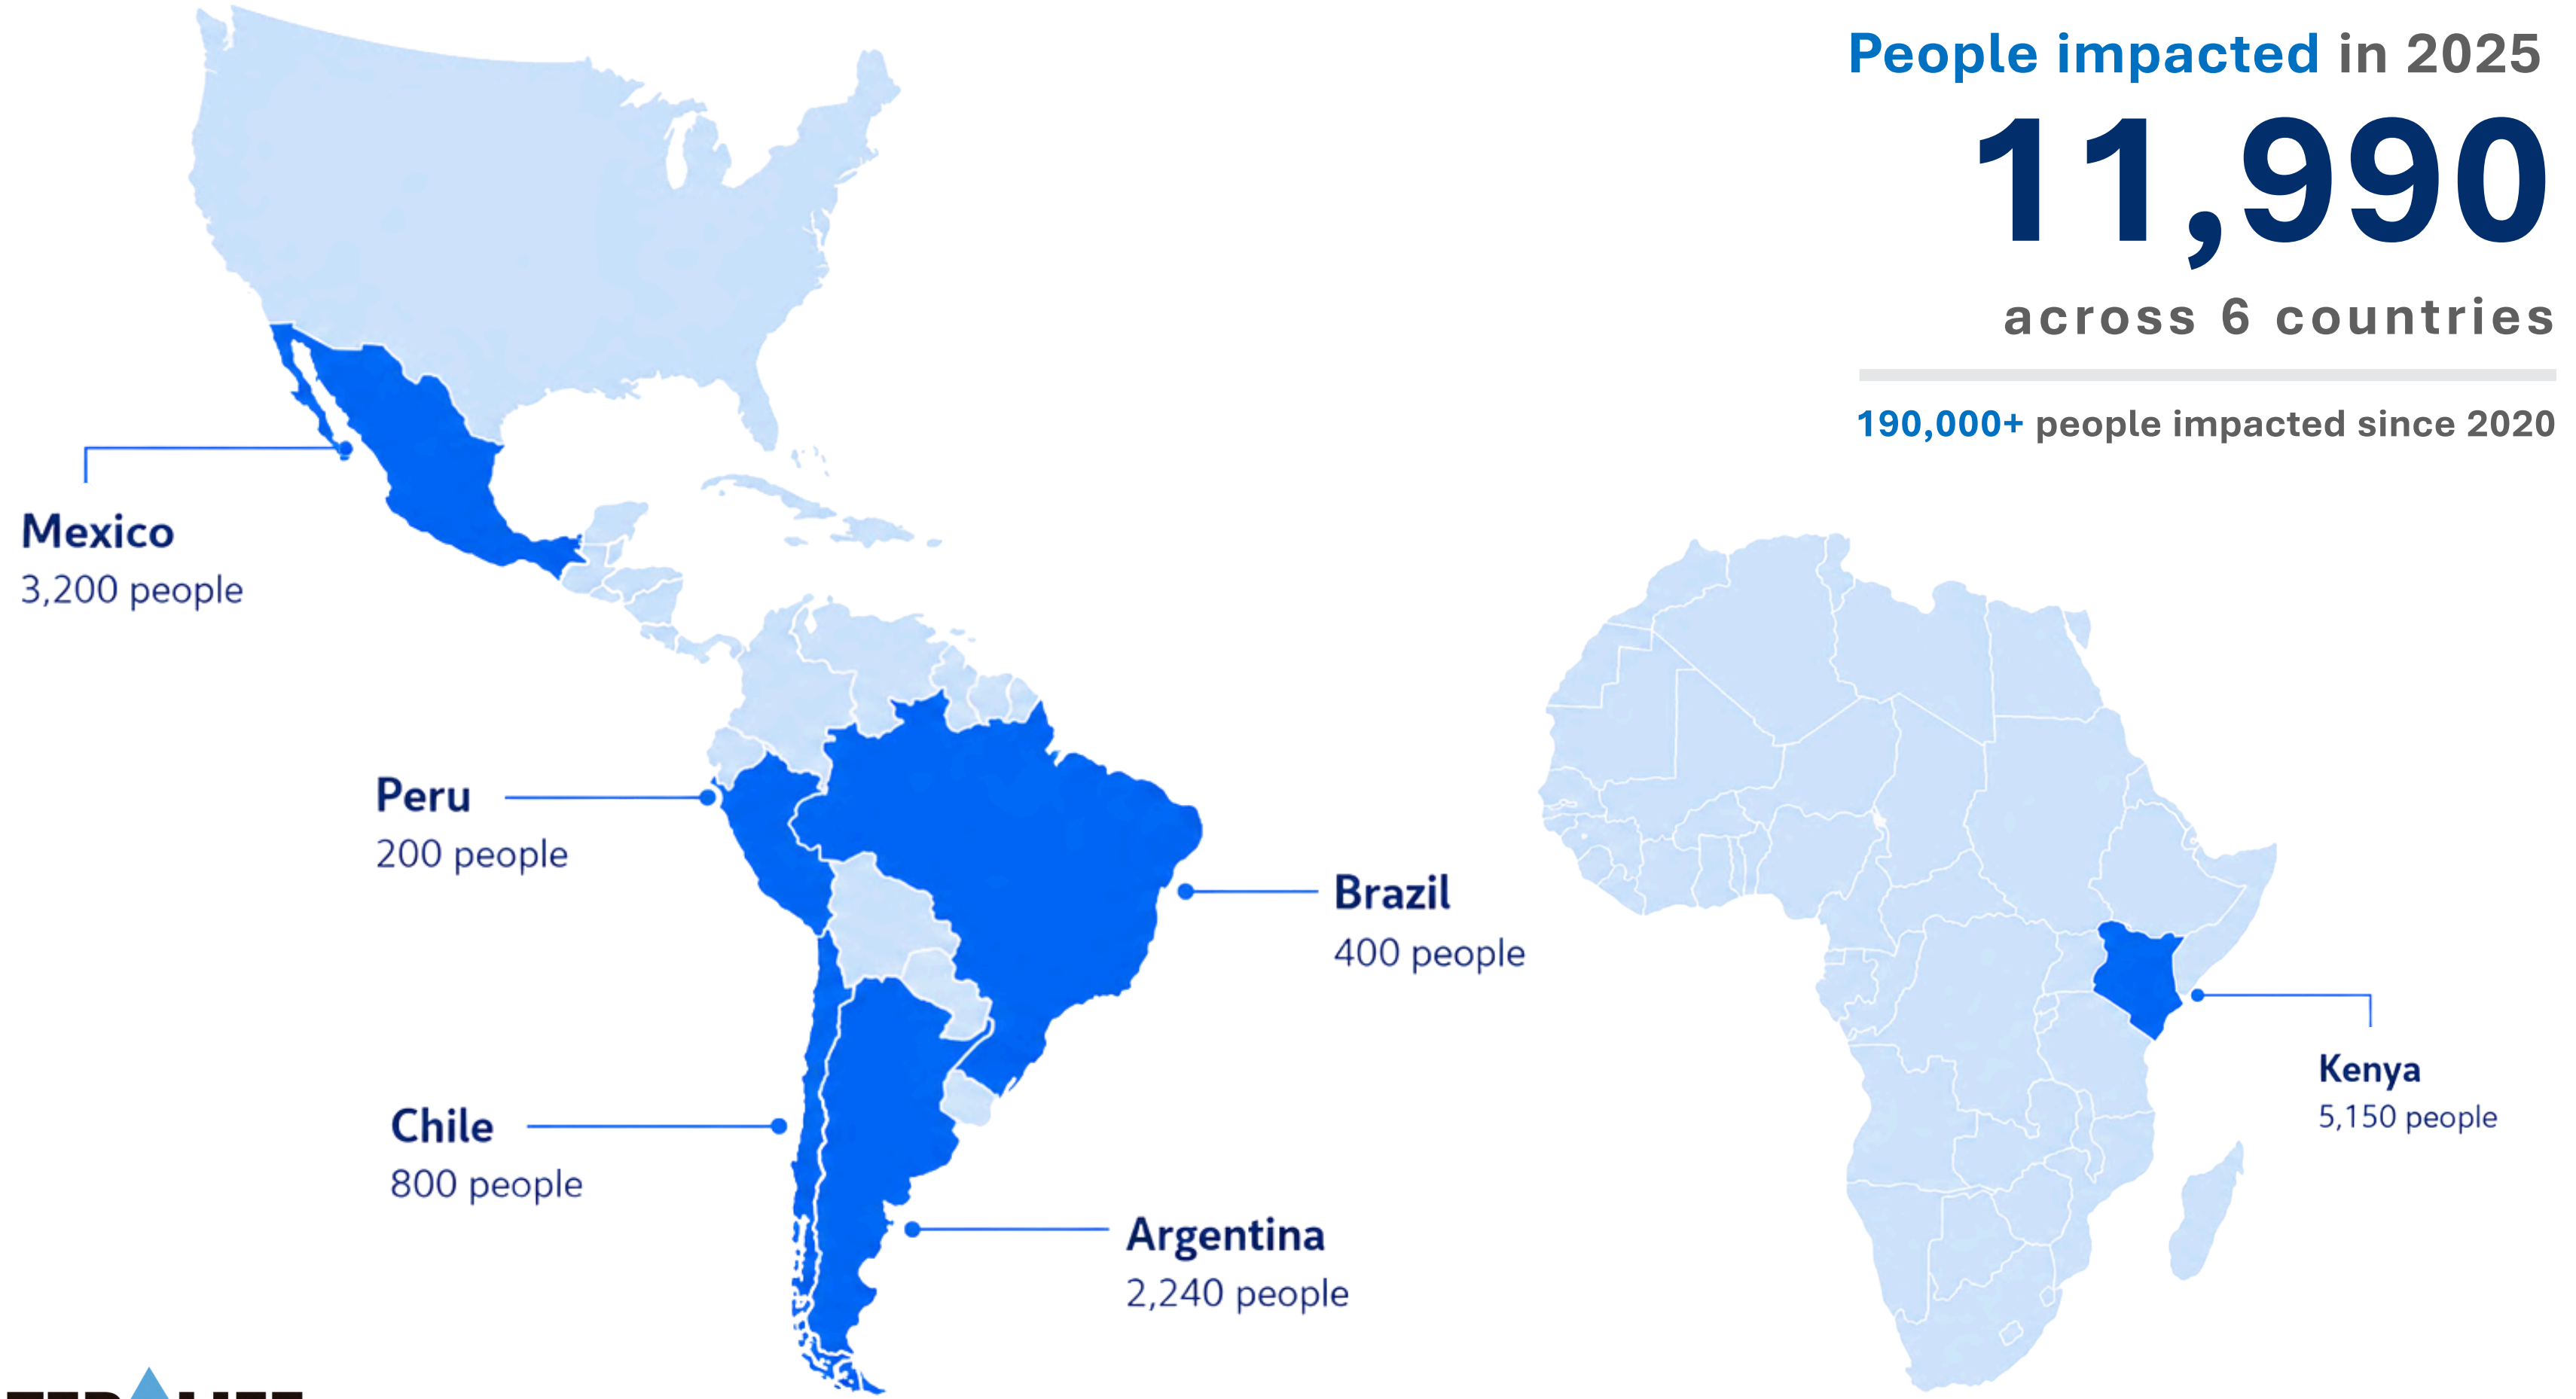 People impacted in 2025
11,990
across 6 countries
190,000+ people impacted since 2020
Mexico
3,200 people
Peru
200 people
Brazil
400 people
Chile
800 people
Argentina
2,240 people
Kenya
5,150 people